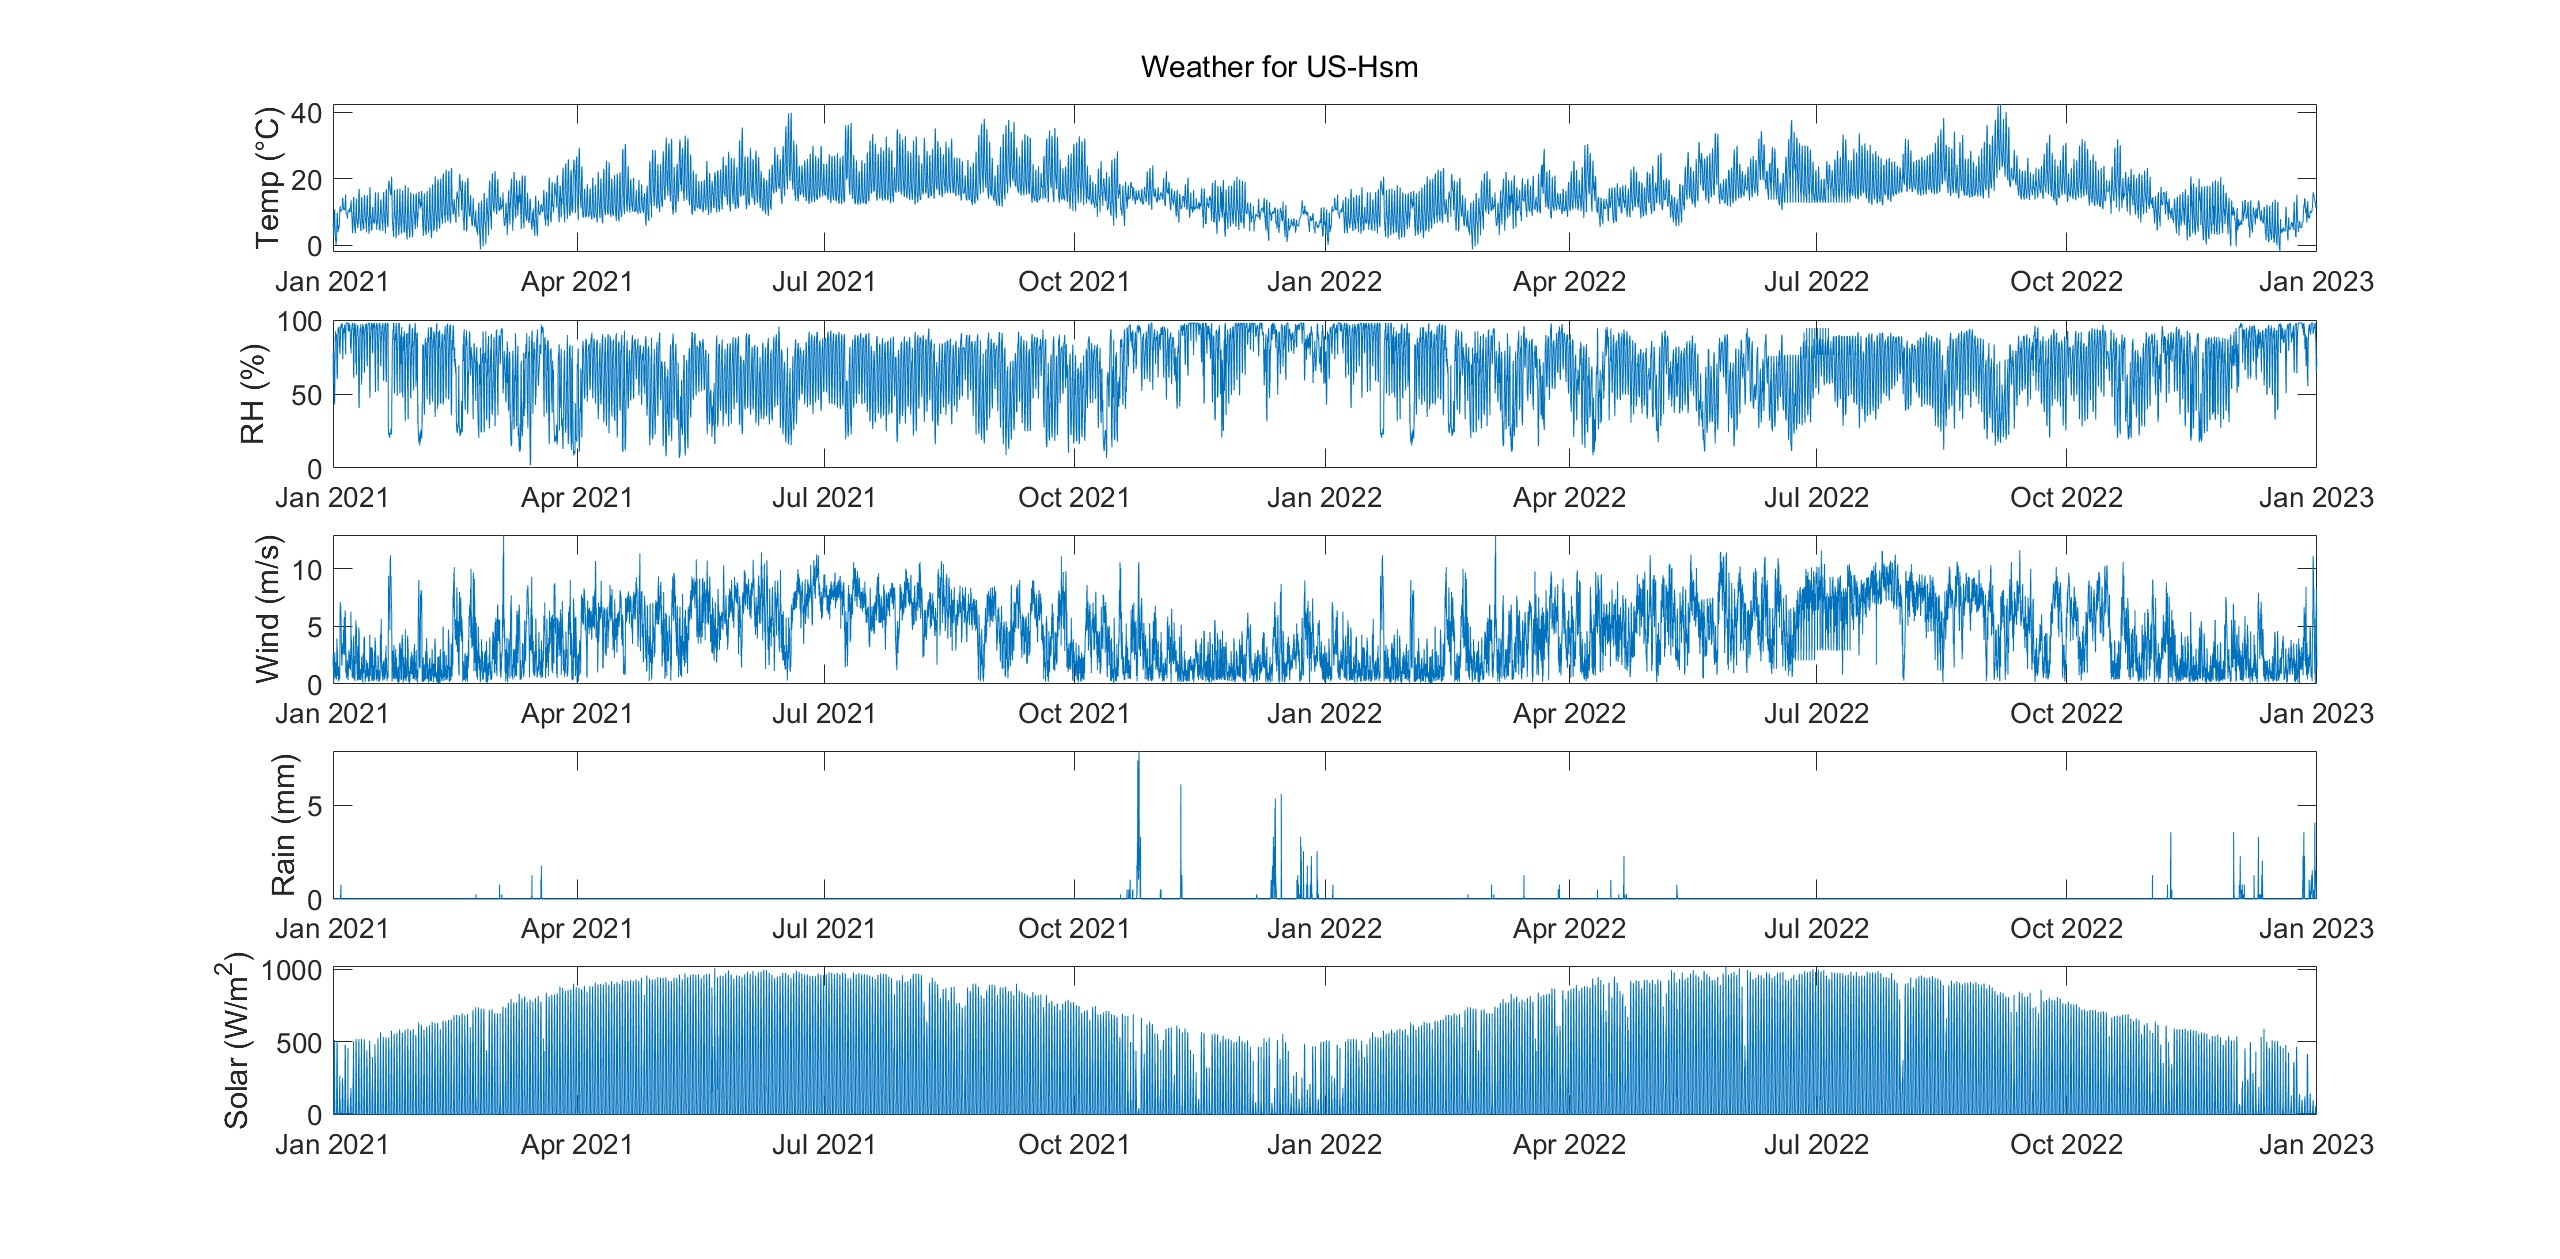 Weather for US-Hsm
Temp (°C)
40
20
0
Jan 2021 Apr 2021 Jul 2021 Oct 2021 Jan 2022 Apr 2022 Jul 2022 Oct 2022 Jan 2023
RH (%)
100
50
0
Jan 2021 Apr 2021 Jul 2021 Oct 2021 Jan 2022 Apr 2022 Jul 2022 Oct 2022 Jan 2023
Wind (m/s)
10
5
0
Jan 2021 Apr 2021 Jul 2021 Oct 2021 Jan 2022 Apr 2022 Jul 2022 Oct 2022 Jan 2023
Rain (mm)
5
0
Jan 2021 Apr 2021 Jul 2021 Oct 2021 Jan 2022 Apr 2022 Jul 2022 Oct 2022 Jan 2023
Solar (W/m²)
1000
500
0
Jan 2021 Apr 2021 Jul 2021 Oct 2021 Jan 2022 Apr 2022 Jul 2022 Oct 2022 Jan 2023